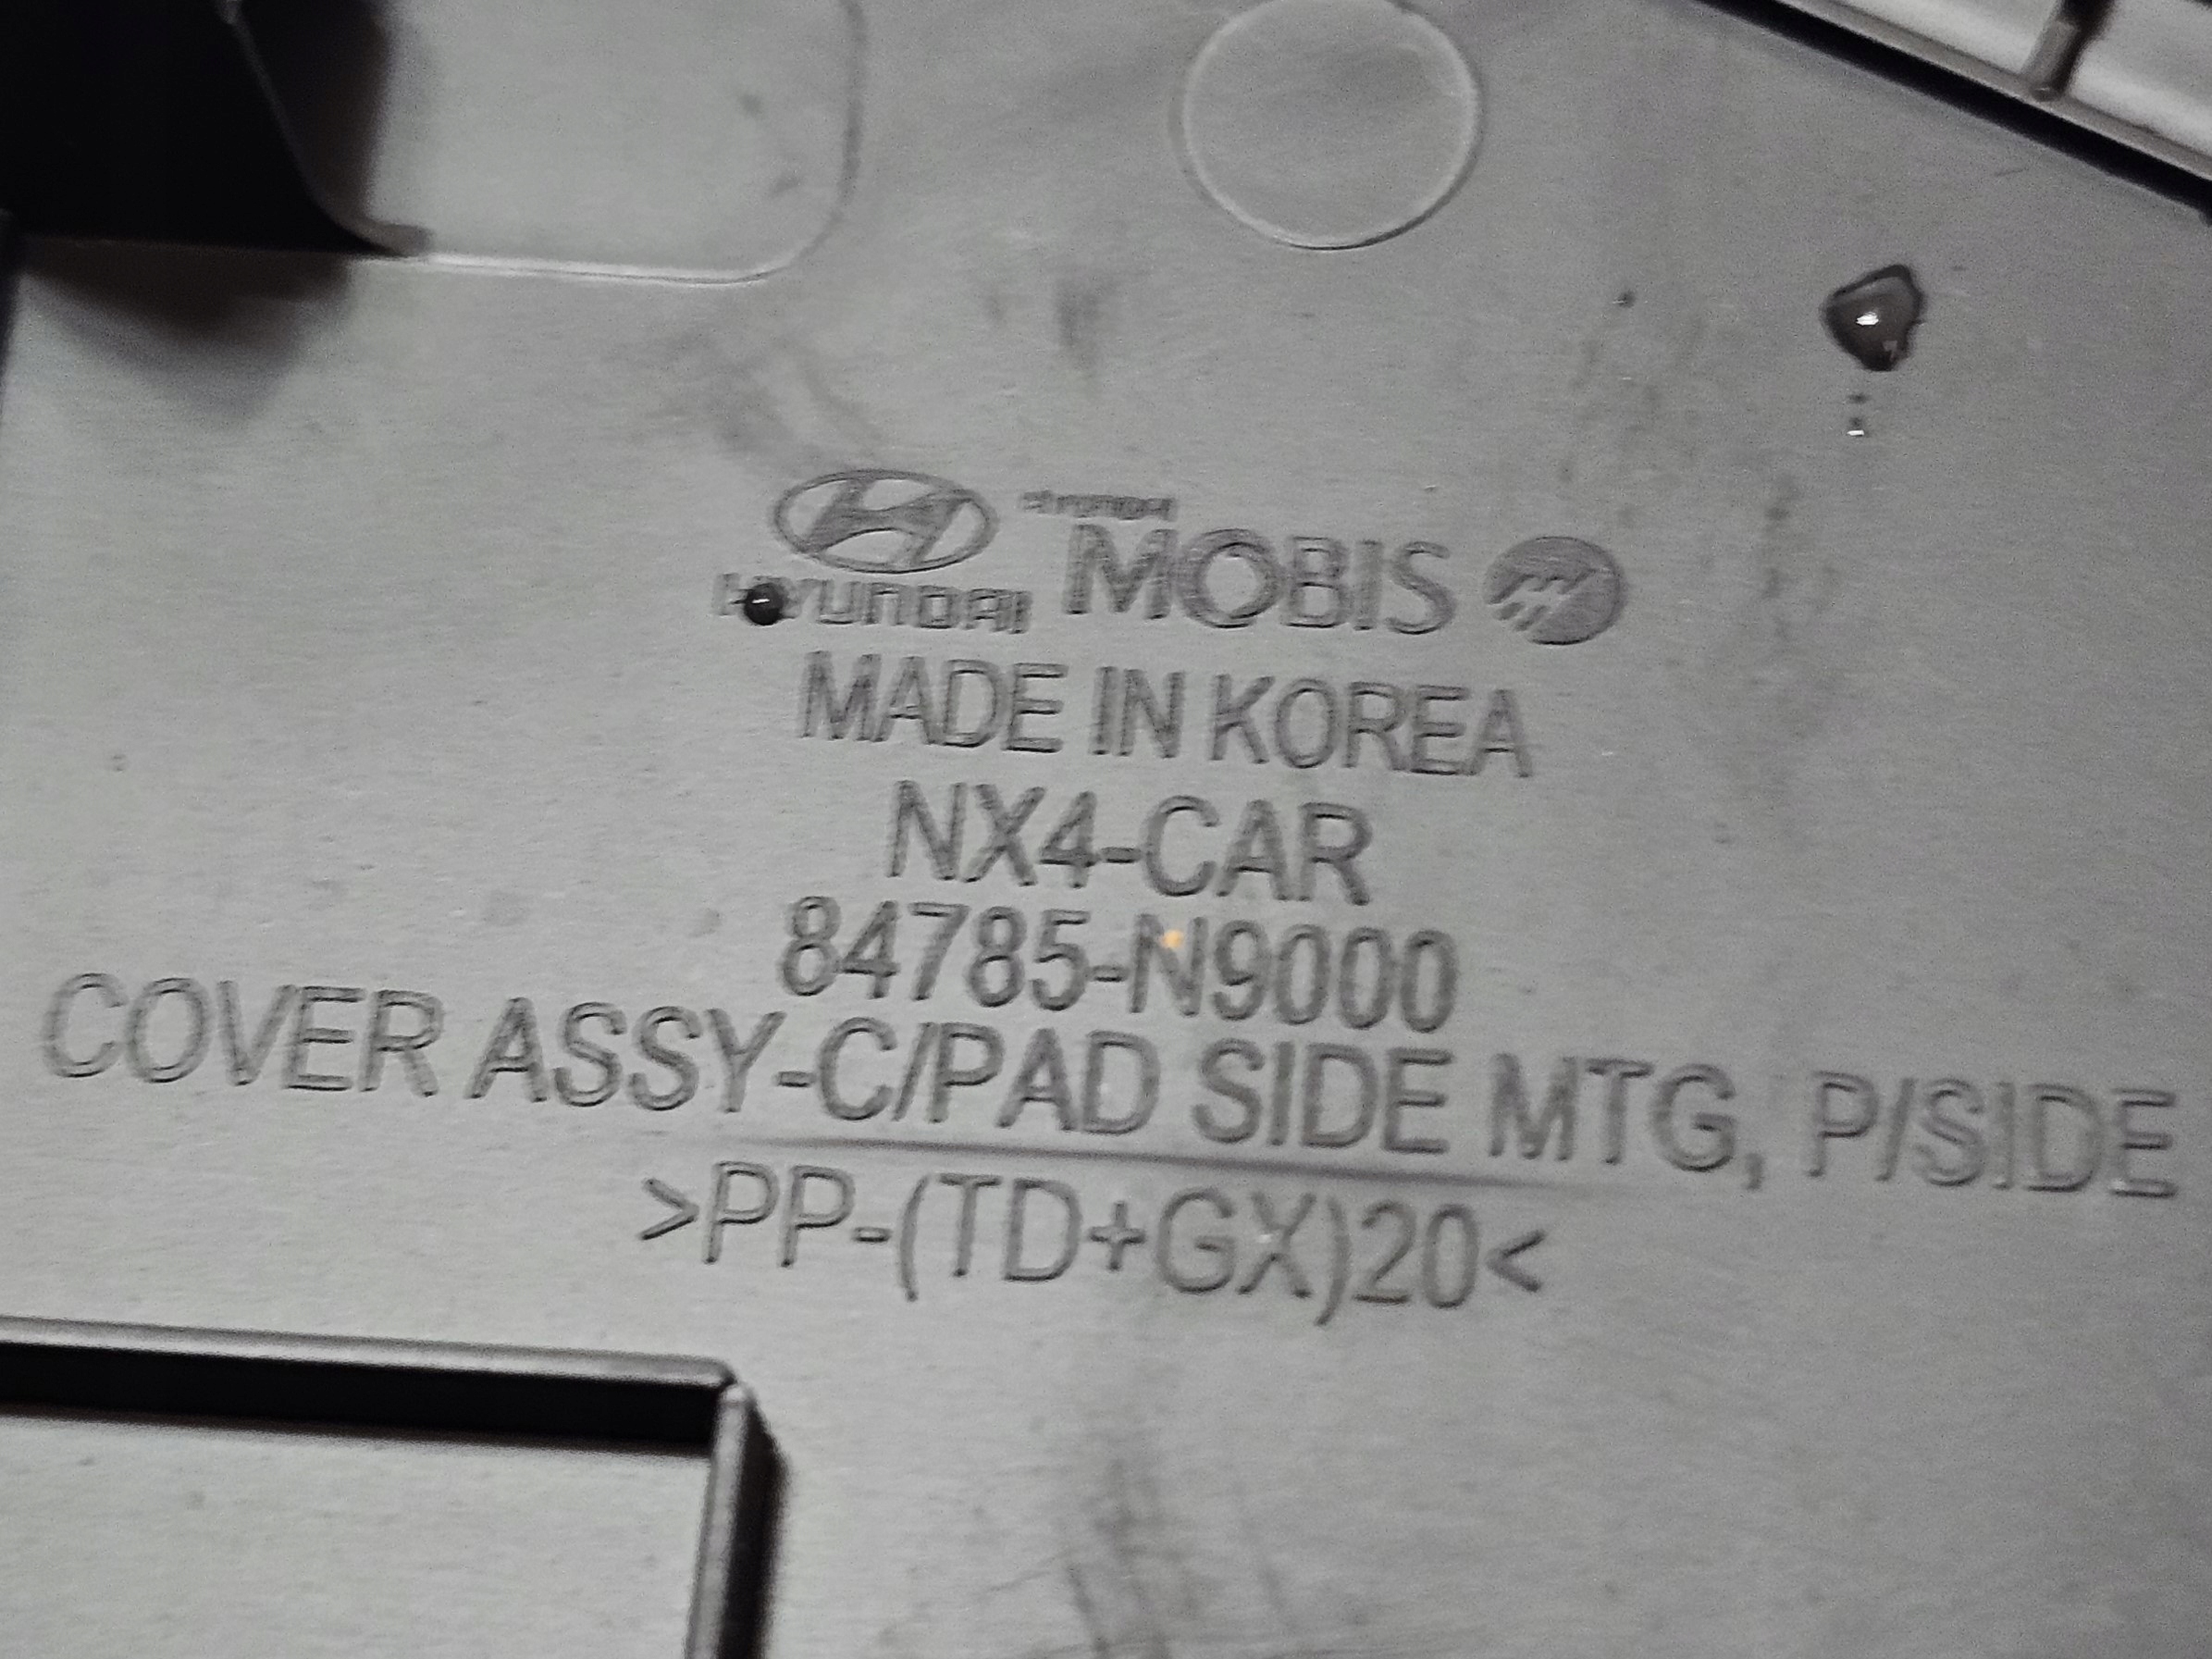 HYUNDAI
HYUNDAI
MOBIS
MADE IN KOREA
NX4-CAR
84785-N9000
COVER ASSY-C/PAD SIDE MTG, P/SIDE
>PP-(TD+GX)20<